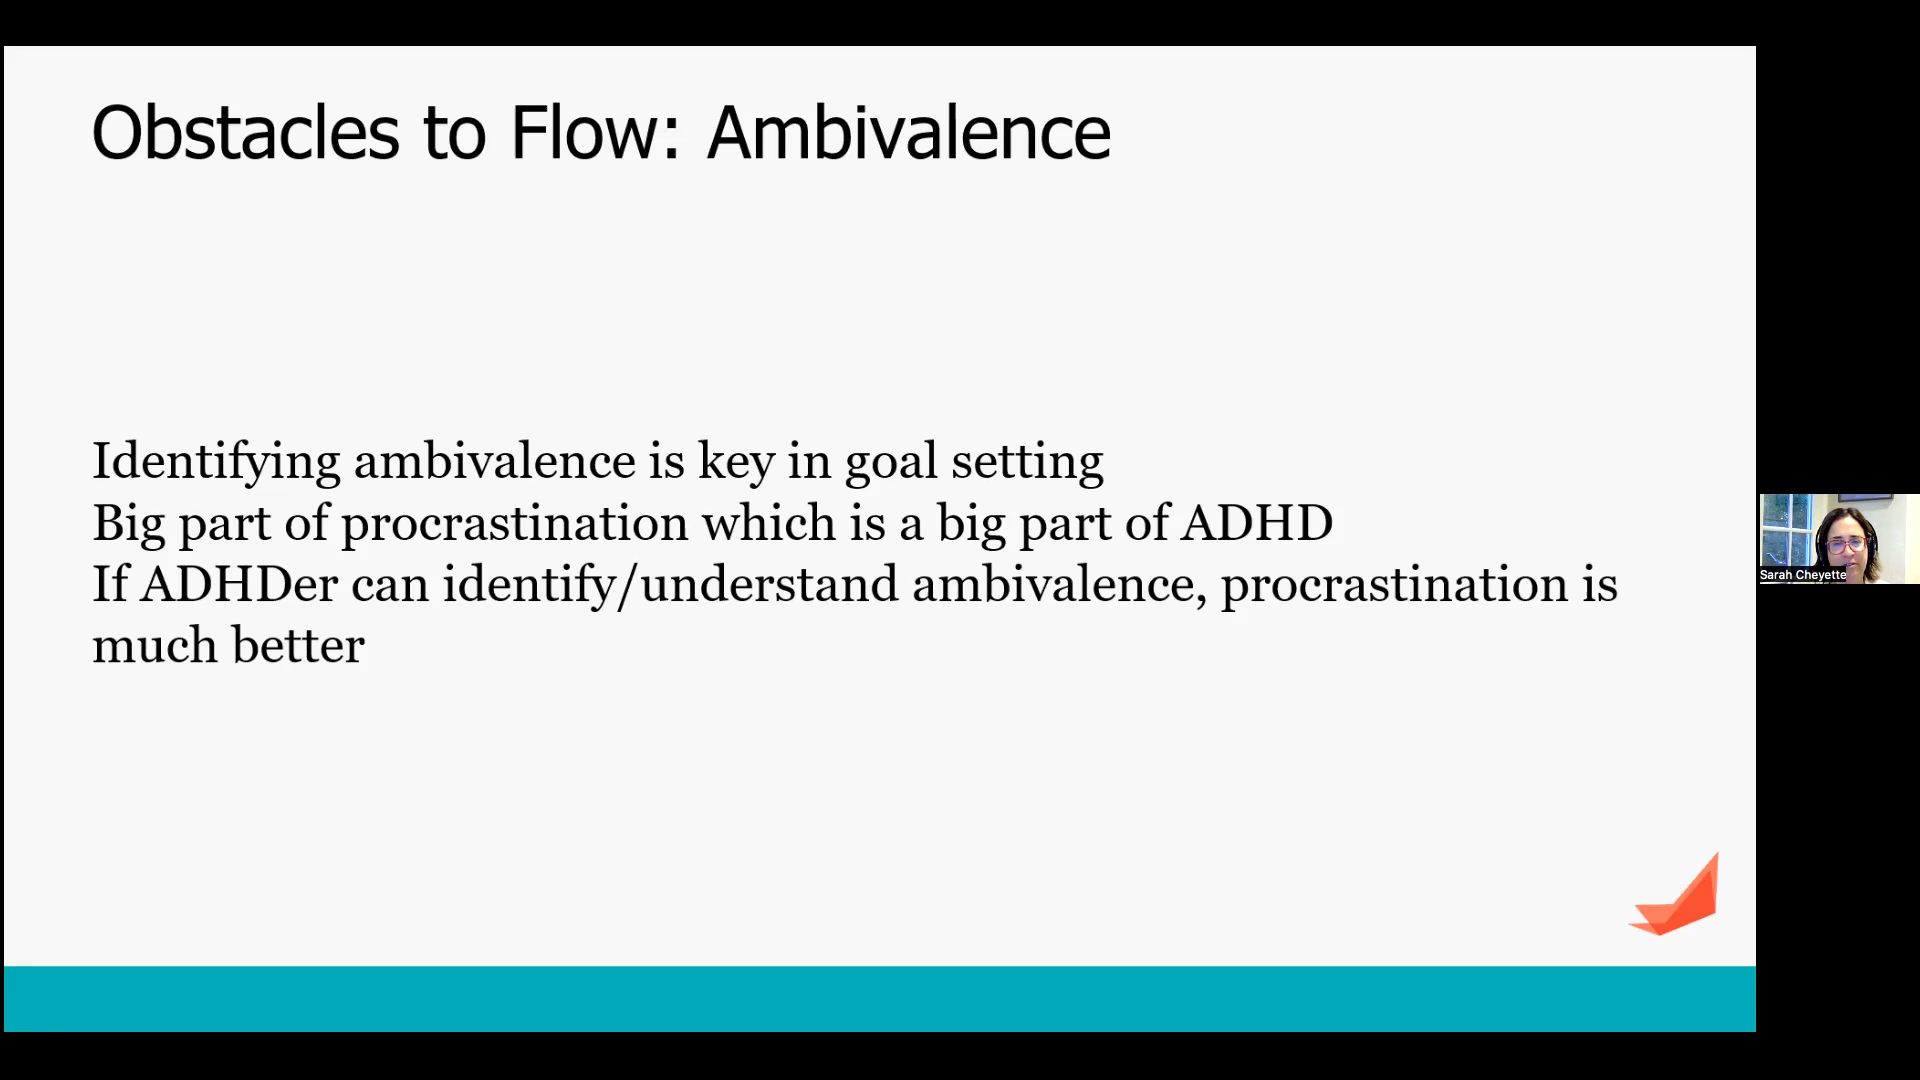 Obstacles to Flow: Ambivalence
Identifying ambivalence is key in goal setting
Big part of procrastination which is a big part of ADHD
If ADHDer can identify/understand ambivalence, procrastination is
much better
Sarah Cheyette